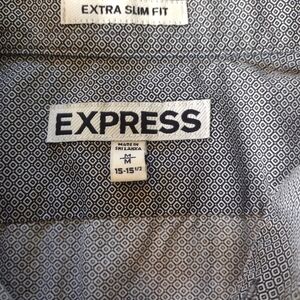 EXTRA SLIM FIT
EXPRESS
MADE IN
SRI LANKA
M
M
15-15 1/2